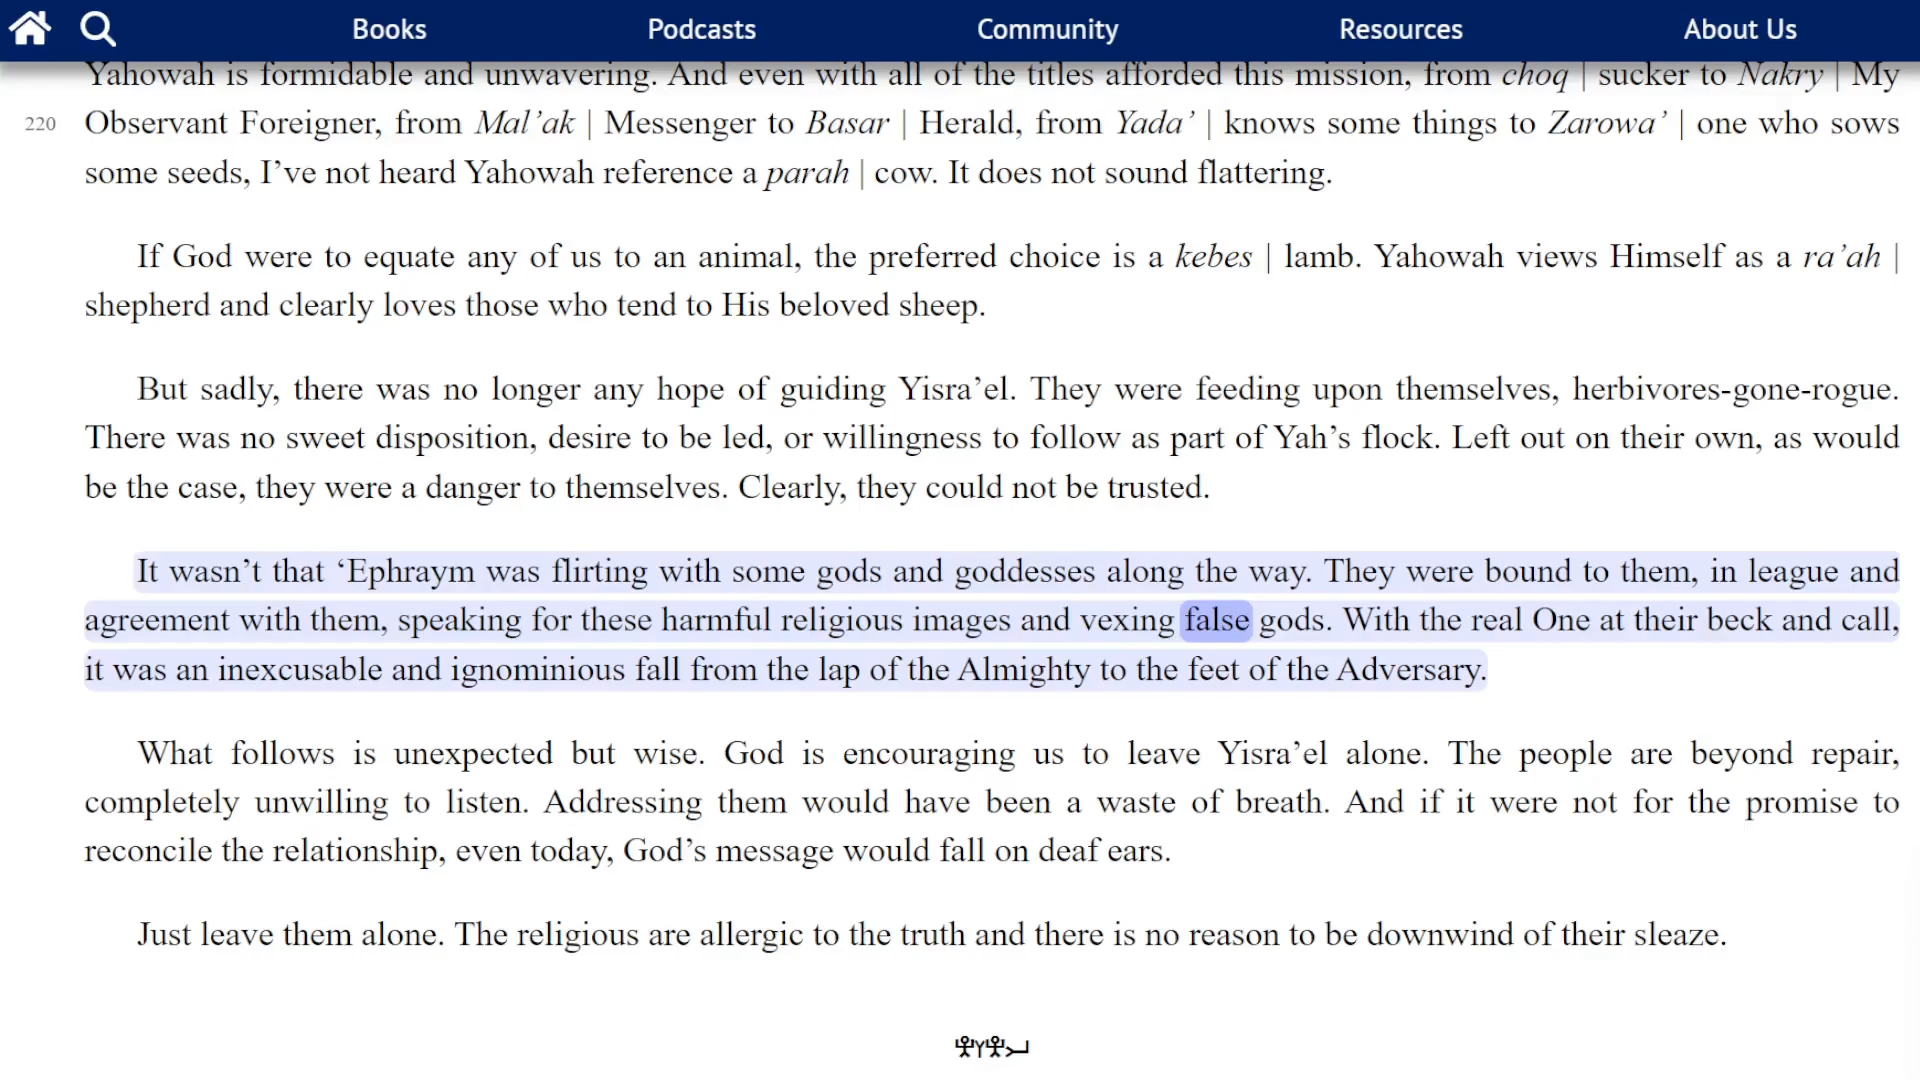 Books Podcasts Community Resources About Us
Yahowah is formidable and unwavering. And even with all of the titles afforded this mission, from choq | sucker to Nakry | My
220 Observant Foreigner, from Mal’ak | Messenger to Basar | Herald, from Yada’ | knows some things to Zarowa’ | one who sows
some seeds, I’ve not heard Yahowah reference a parah | cow. It does not sound flattering.
If God were to equate any of us to an animal, the preferred choice is a kebes | lamb. Yahowah views Himself as a ra’ah |
shepherd and clearly loves those who tend to His beloved sheep.
But sadly, there was no longer any hope of guiding Yisra’el. They were feeding upon themselves, herbivores-gone-rogue.
There was no sweet disposition, desire to be led, or willingness to follow as part of Yah’s flock. Left out on their own, as would
be the case, they were a danger to themselves. Clearly, they could not be trusted.
It wasn’t that ‘Ephraym was flirting with some gods and goddesses along the way. They were bound to them, in league and
agreement with them, speaking for these harmful religious images and vexing false gods. With the real One at their beck and call,
it was an inexcusable and ignominious fall from the lap of the Almighty to the feet of the Adversary.
What follows is unexpected but wise. God is encouraging us to leave Yisra’el alone. The people are beyond repair,
completely unwilling to listen. Addressing them would have been a waste of breath. And if it were not for the promise to
reconcile the relationship, even today, God’s message would fall on deaf ears.
Just leave them alone. The religious are allergic to the truth and there is no reason to be downwind of their sleaze.